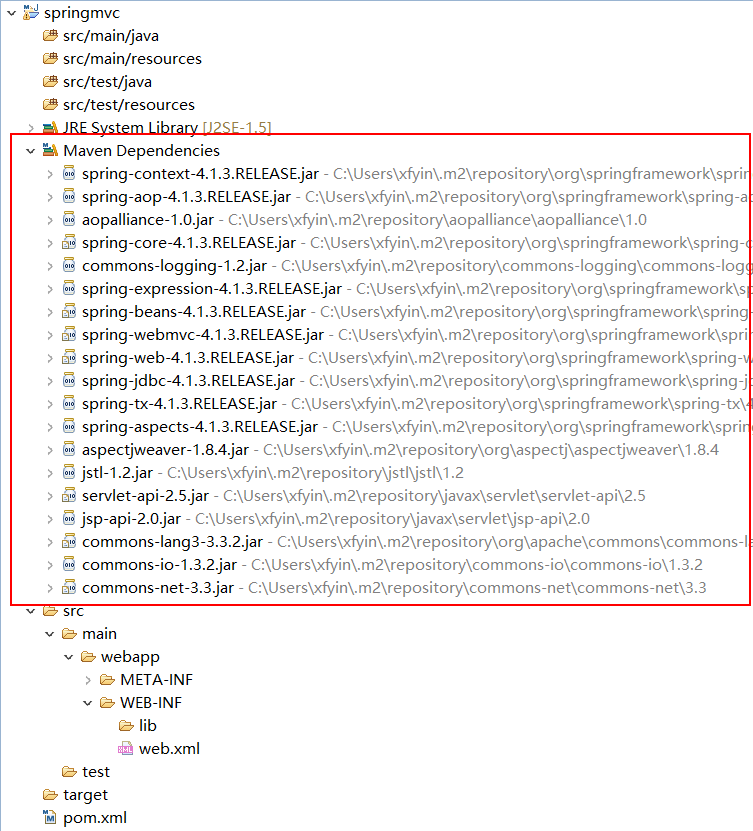 springmvc
src/main/java
src/main/resources
src/test/java
src/test/resources
JRE System Library [J2SE-1.5]
Maven Dependencies
spring-context-4.1.3.RELEASE.jar - C:\Users\xfyin\.m2\repository\org\springframework\sprin
spring-aop-4.1.3.RELEASE.jar - C:\Users\xfyin\.m2\repository\org\springframework\spring-ao
aopalliance-1.0.jar - C:\Users\xfyin\.m2\repository\aopalliance\aopalliance\1.0
spring-core-4.1.3.RELEASE.jar - C:\Users\xfyin\.m2\repository\org\springframework\spring-c
commons-logging-1.2.jar - C:\Users\xfyin\.m2\repository\commons-logging\commons-logg
spring-expression-4.1.3.RELEASE.jar - C:\Users\xfyin\.m2\repository\org\springframework\sp
spring-beans-4.1.3.RELEASE.jar - C:\Users\xfyin\.m2\repository\org\springframework\spring-
spring-webmvc-4.1.3.RELEASE.jar - C:\Users\xfyin\.m2\repository\org\springframework\sprin
spring-web-4.1.3.RELEASE.jar - C:\Users\xfyin\.m2\repository\org\springframework\spring-w
spring-jdbc-4.1.3.RELEASE.jar - C:\Users\xfyin\.m2\repository\org\springframework\spring-jd
spring-tx-4.1.3.RELEASE.jar - C:\Users\xfyin\.m2\repository\org\springframework\spring-tx\4
spring-aspects-4.1.3.RELEASE.jar - C:\Users\xfyin\.m2\repository\org\springframework\spring
aspectjweaver-1.8.4.jar - C:\Users\xfyin\.m2\repository\org\aspectj\aspectjweaver\1.8.4
jstl-1.2.jar - C:\Users\xfyin\.m2\repository\jstl\jstl\1.2
servlet-api-2.5.jar - C:\Users\xfyin\.m2\repository\javax\servlet\servlet-api\2.5
jsp-api-2.0.jar - C:\Users\xfyin\.m2\repository\javax\servlet\jsp-api\2.0
commons-lang3-3.3.2.jar - C:\Users\xfyin\.m2\repository\org\apache\commons\commons-la
commons-io-1.3.2.jar - C:\Users\xfyin\.m2\repository\commons-io\commons-io\1.3.2
commons-net-3.3.jar - C:\Users\xfyin\.m2\repository\commons-net\commons-net\3.3
src
main
webapp
META-INF
WEB-INF
lib
web.xml
test
target
pom.xml